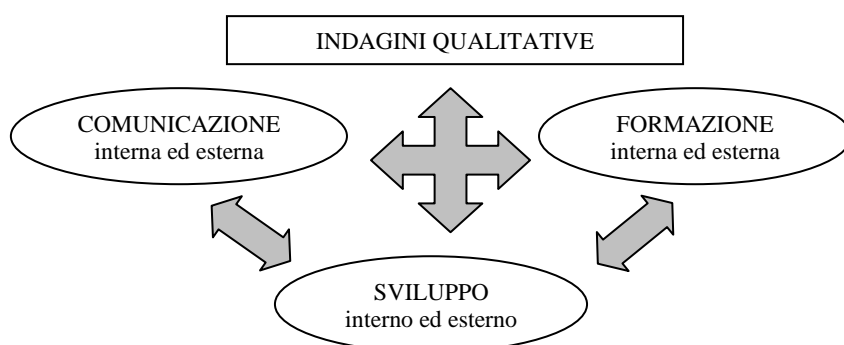 INDAGINI QUALITATIVE
COMUNICAZIONE
interna ed esterna
FORMAZIONE
interna ed esterna
SVILUPPO
interno ed esterno